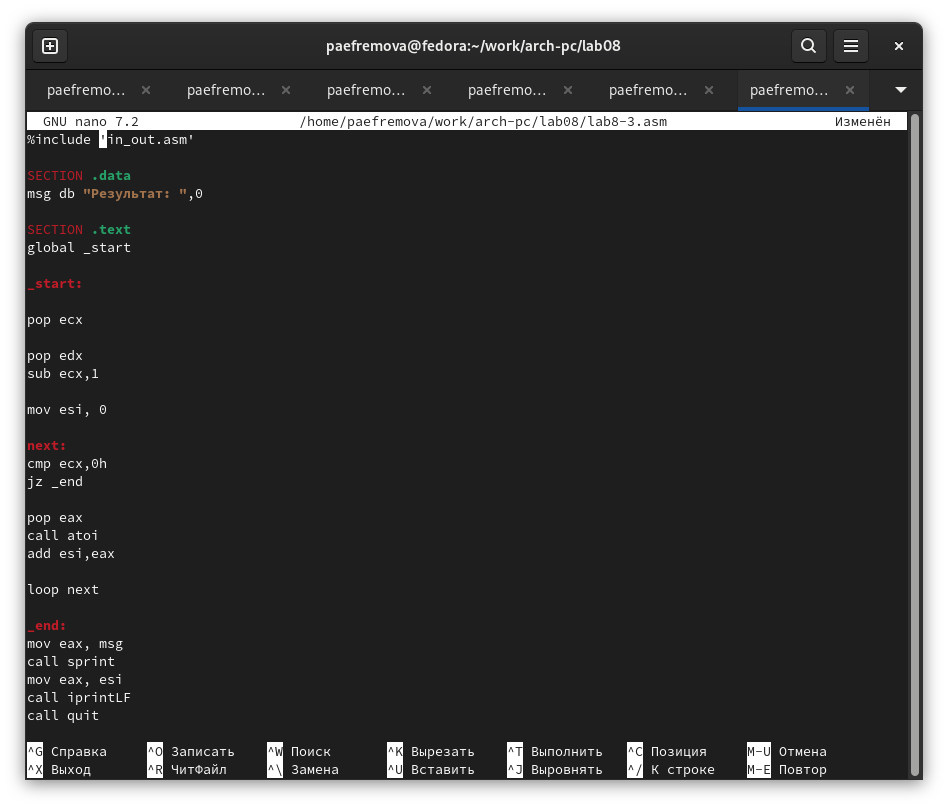 paefremova@fedora:~/work/arch-pc/lab08
paefremo… paefremo… paefremo… paefremo… paefremo… paefremo…
GNU nano 7.2 /home/paefremova/work/arch-pc/lab08/lab8-3.asm Изменён
%include 'in_out.asm'
SECTION .data
msg db "Результат: ",0
SECTION .text
global _start
_start:
pop ecx
pop edx
sub ecx,1
mov esi, 0
next:
cmp ecx,0h
jz _end
pop eax
call atoi
add esi,eax
loop next
_end:
mov eax, msg
call sprint
mov eax, esi
call iprintLF
call quit
^G Справка ^O Записать ^W Поиск ^K Вырезать ^T Выполнить ^C Позиция M-U Отмена
^X Выход ^R ЧитФайл ^\ Замена ^U Вставить ^J Выровнять ^/ К строке M-E Повтор